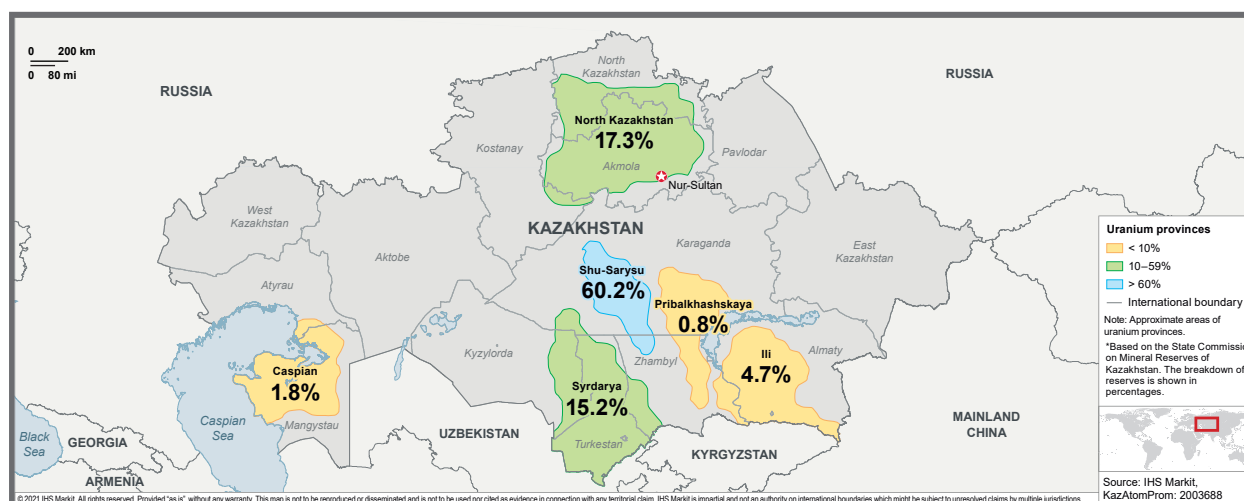 0 200 km
0 80 mi
RUSSIA
RUSSIA
North
Kazakhstan
North Kazakhstan
17.3%
Kostanay
Akmola
Pavlodar
Nur-Sultan
West
Kazakhstan
KAZAKHSTAN
Aktobe
Karaganda
East
Kazakhstan
Atyrau
Shu-Sarysu
60.2%
Pribalkhashskaya
0.8%
Kyzylorda
Zhambyl
Almaty
Ili
4.7%
Caspian
1.8%
Syrdarya
15.2%
Mangystau
Caspian
Sea
Turkestan
Black
Sea
GEORGIA
ARMENIA
UZBEKISTAN
KYRGYZSTAN
MAINLAND
CHINA
Uranium provinces
< 10%
10–59%
> 60%
International boundary
Note: Approximate areas of
uranium provinces.
*Based on the State Commissio
on Mineral Reserves of
Kazakhstan. The breakdown of
reserves is shown in
percentages.
Source: IHS Markit,
KazAtomProm: 2003688
© 2021 IHS Markit. All rights reserved. Provided "as is", without any warranty. This map is not to be reproduced or disseminated and is not to be used nor cited as evidence in connection with any territorial claim. IHS Markit is impartial and not an authority on international boundaries which might be subject to unresolved claims by multiple jurisdictions.